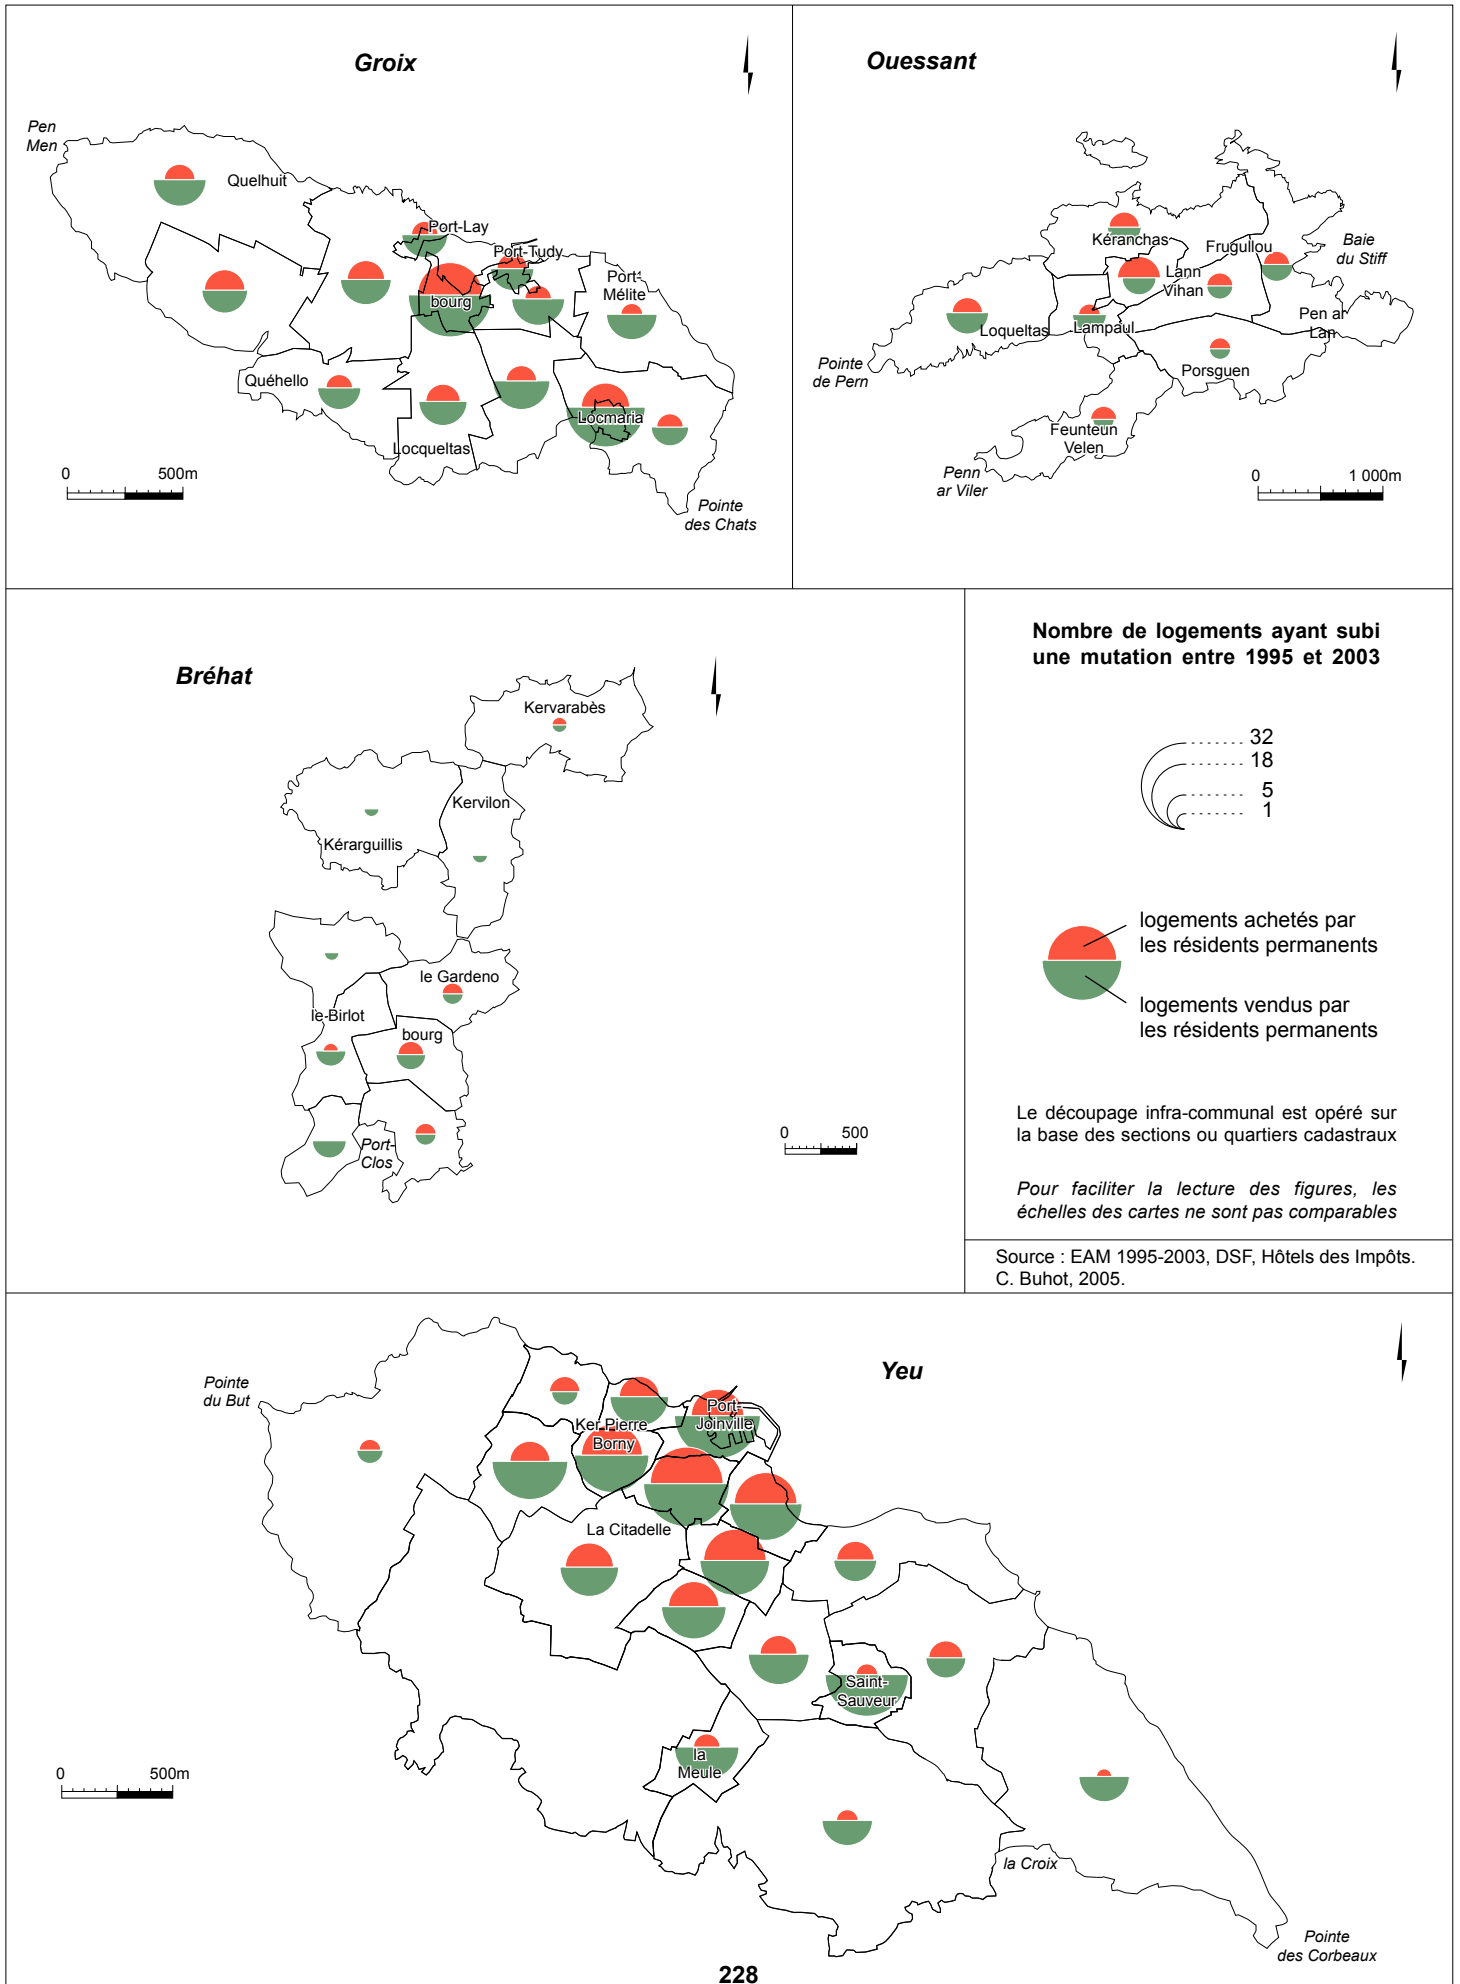 Groix
Pen
Men
Quelhuit
Port-Lay
Port-Tudy
Port-
Mélite
bourg
Quéhello
Locmaria
Locqueltas
0 500m
Pointe
des Chats
Ouessant
Kéranchas
Frugullou
Baie
du Stiff
Lann
Vihan
Loqueltas
Lampaul
Pen ar
Lan
Pointe
de Pern
Porsguen
Feunteun
Velen
Penn
ar Viler
0 1 000m
Bréhat
Kervarabès
Kervilon
Kérarguillis
le Gardeno
le-Birlot
bourg
Port-
Clos
0 500
Nombre de logements ayant subi
une mutation entre 1995 et 2003
32
18
5
1
logements achetés par
les résidents permanents
logements vendus par
les résidents permanents
Le découpage infra-communal est opéré sur
la base des sections ou quartiers cadastraux
Pour faciliter la lecture des figures, les
échelles des cartes ne sont pas comparables
Source : EAM 1995-2003, DSF, Hôtels des Impôts.
C. Buhot, 2005.
Yeu
Pointe
du But
Port-
Joinville
Ker Pierre
Borny
La Citadelle
Saint-
Sauveur
la
Meule
0 500m
la Croix
Pointe
des Corbeaux
228